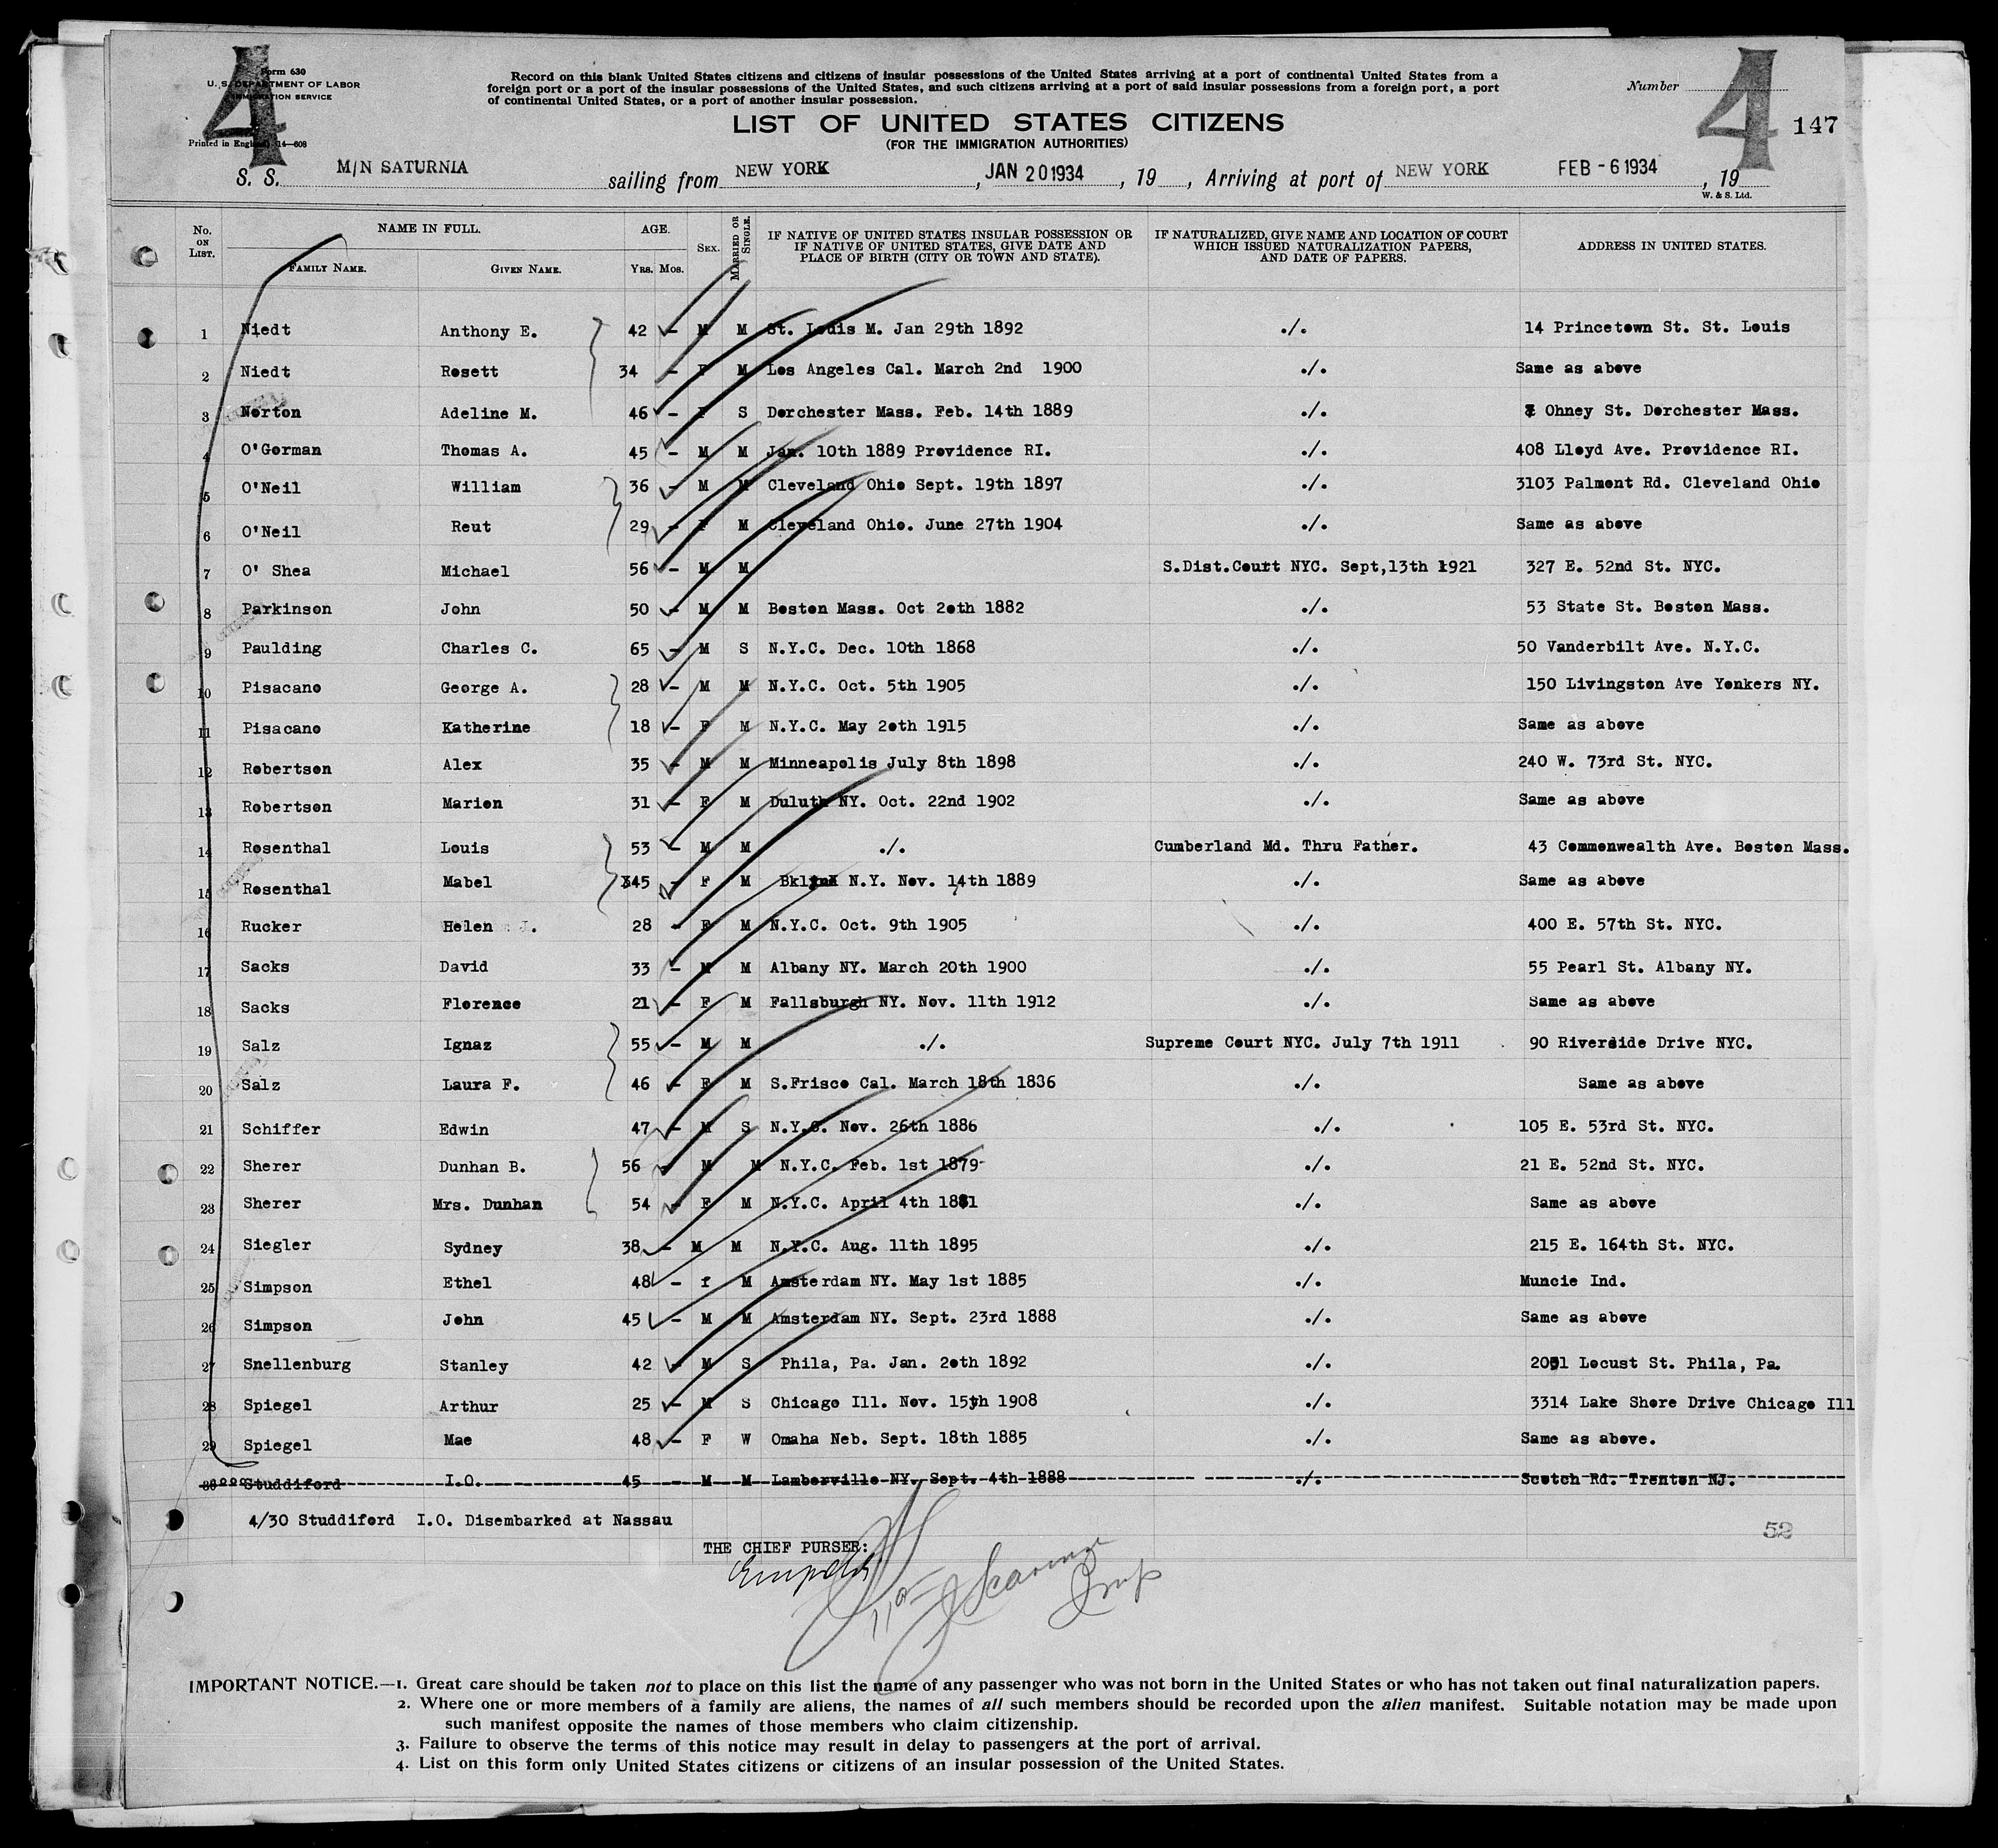 4
Form 630
U. S. DEPARTMENT OF LABOR
IMMIGRATION SERVICE
Printed in England 14—608
Record on this blank United States citizens and citizens of insular possessions of the United States arriving at a port of continental United States from a
foreign port or a port of the insular possessions of the United States, and such citizens arriving at a port of said insular possessions from a foreign port, a port
of continental United States, or a port of another insular possession.
Number
4
147
LIST OF UNITED STATES CITIZENS
(FOR THE IMMIGRATION AUTHORITIES)
S. S. M/N SATURNIA sailing from NEW YORK, JAN 20 1934, 19 , Arriving at port of NEW YORK FEB - 6 1934, 19
W. & S. Ltd.
No. ON LIST. NAME IN FULL. FAMILY NAME. GIVEN NAME. AGE. YRS. MOS. SEX. MARRIED OR SINGLE. IF NATIVE OF UNITED STATES INSULAR POSSESSION OR IF NATIVE OF UNITED STATES, GIVE DATE AND PLACE OF BIRTH (CITY OR TOWN AND STATE). IF NATURALIZED, GIVE NAME AND LOCATION OF COURT WHICH ISSUED NATURALIZATION PAPERS, AND DATE OF PAPERS. ADDRESS IN UNITED STATES.
1 Niedt Anthony E. 42 - M M St. Louis M. Jan 29th 1892 ./. 14 Princetown St. St. Louis
2 Niedt Rosett 34 - F M Los Angeles Cal. March 2nd 1900 ./. Same as above
3 Norton Adeline M. 46 - F S Dorchester Mass. Feb. 14th 1889 ./. Ohney St. Dorchester Mass.
4 O'Gorman Thomas A. 45 - M M Jan. 10th 1889 Providence RI. ./. 408 Lloyd Ave. Providence RI.
5 O'Neil William 36 - M M Cleveland Ohio Sept. 19th 1897 ./. 3103 Palmont Rd. Cleveland Ohio
6 O'Neil Reut 29 - F M Cleveland Ohio. June 27th 1904 ./. Same as above
7 O' Shea Michael 56 - M M S.Dist.Court NYC. Sept,13th 1921 327 E. 52nd St. NYC.
8 Parkinson John 50 - M M Boston Mass. Oct 2oth 1882 ./. 53 State St. Boston Mass.
9 Paulding Charles C. 65 - M S N.Y.C. Dec. 10th 1868 ./. 50 Vanderbilt Ave. N.Y.C.
10 Pisacano George A. 28 - M M N.Y.C. Oct. 5th 1905 ./. 150 Livingston Ave Yonkers NY.
11 Pisacano Katherine 18 - F M N.Y.C. May 2oth 1915 ./. Same as above
12 Robertson Alex 35 - M M Minneapolis July 8th 1898 ./. 240 W. 73rd St. NYC.
13 Robertson Marion 31 - F M Duluth NY. Oct. 22nd 1902 ./. Same as above
14 Rosenthal Louis 53 - M M ./. Cumberland Md. Thru Father. 43 Commonwealth Ave. Boston Mass.
15 Rosenthal Mabel 45 - F M N.Y. Nov. 14th 1889 ./. Same as above
16 Rucker Helen J. 28 - F M N.Y.C. Oct. 9th 1905 ./. 400 E. 57th St. NYC.
17 Sacks David 33 - M M Albany NY. March 20th 1900 ./. 55 Pearl St. Albany NY.
18 Sacks Florence 21 - F M Fallsburgh NY. Nov. 11th 1912 ./. Same as above
19 Salz Ignaz 55 - M M ./. Supreme Court NYC. July 7th 1911 90 Riverside Drive NYC.
20 Salz Laura F. 46 - F M S.Frisco Cal. March 18th 1836 ./. Same as above
21 Schiffer Edwin 47 - M S N.Y.C. Nov. 26th 1886 ./. 105 E. 53rd St. NYC.
22 Sherer Dunhan B. 56 - M M N.Y.C. Feb. 1st 1879 ./. 21 E. 52nd St. NYC.
23 Sherer Mrs. Dunhan 54 - F M N.Y.C. April 4th 1881 ./. Same as above
24 Siegler Sydney 38 - M M N.Y.C. Aug. 11th 1895 ./. 215 E. 164th St. NYC.
25 Simpson Ethel 48 - f M Amsterdam NY. May 1st 1885 ./. Muncie Ind.
26 Simpson John 45 - M M Amsterdam NY. Sept. 23rd 1888 ./. Same as above
27 Snellenburg Stanley 42 - M S Phila, Pa. Jan. 2oth 1892 ./. Locust St. Phila, Pa.
28 Spiegel Arthur 25 - M S Chicago Ill. Nov. 15th 1908 ./. 3314 Lake Shore Drive Chicago Ill
29 Spiegel Mae 48 - F W Omaha Neb. Sept. 18th 1885 ./. Same as above.
30 Studdiford I.O. 45 - M M Lamberville NY. Sept. 4th 1888 ./. Scotch Rd. Trenton NJ.
4/30 Studdiford I.O. Disembarked at Nassau
52
THE CHIEF PURSER:
IMPORTANT NOTICE.—1. Great care should be taken not to place on this list the name of any passenger who was not born in the United States or who has not taken out final naturalization papers.
2. Where one or more members of a family are aliens, the names of all such members should be recorded upon the alien manifest. Suitable notation may be made upon
such manifest opposite the names of those members who claim citizenship.
3. Failure to observe the terms of this notice may result in delay to passengers at the port of arrival.
4. List on this form only United States citizens or citizens of an insular possession of the United States.